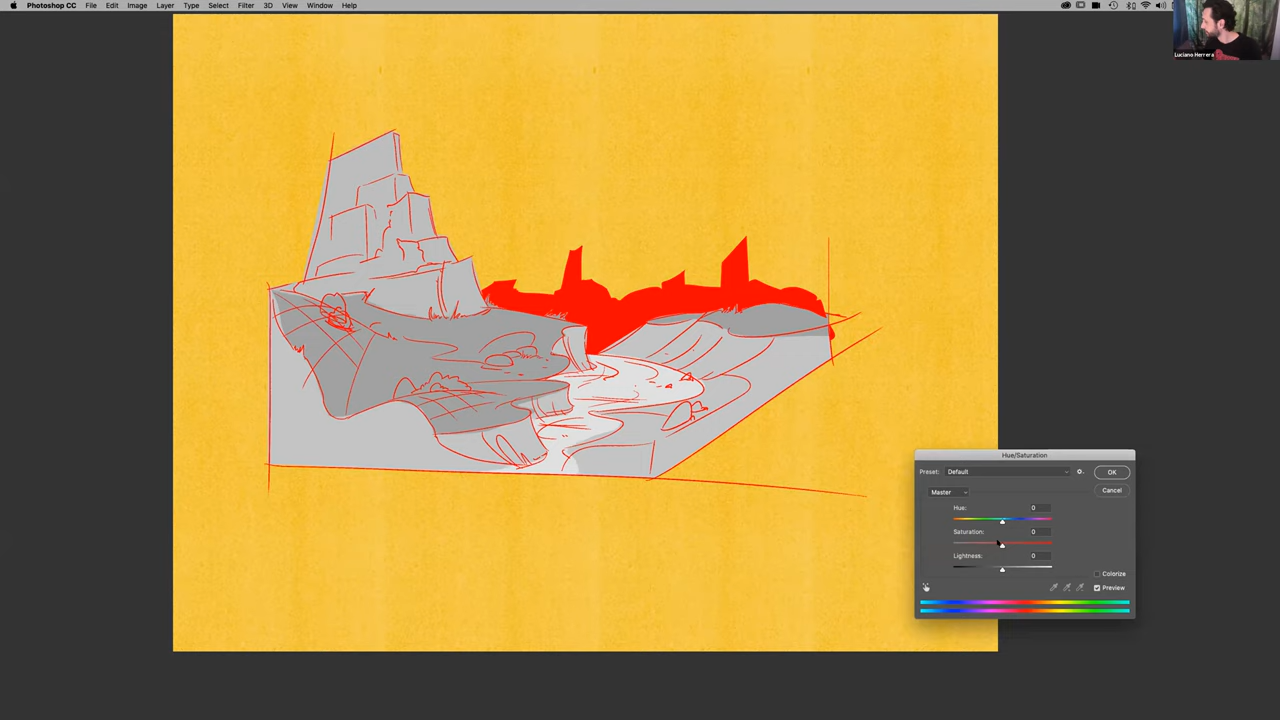 Photoshop CC File Edit Image Layer Type Select Filter 3D View Window Help
Luciano Herrera
Hue/Saturation
Preset: Default OK
Master Cancel
Hue: 0
Saturation: 0
Lightness: 0
Colorize
Preview